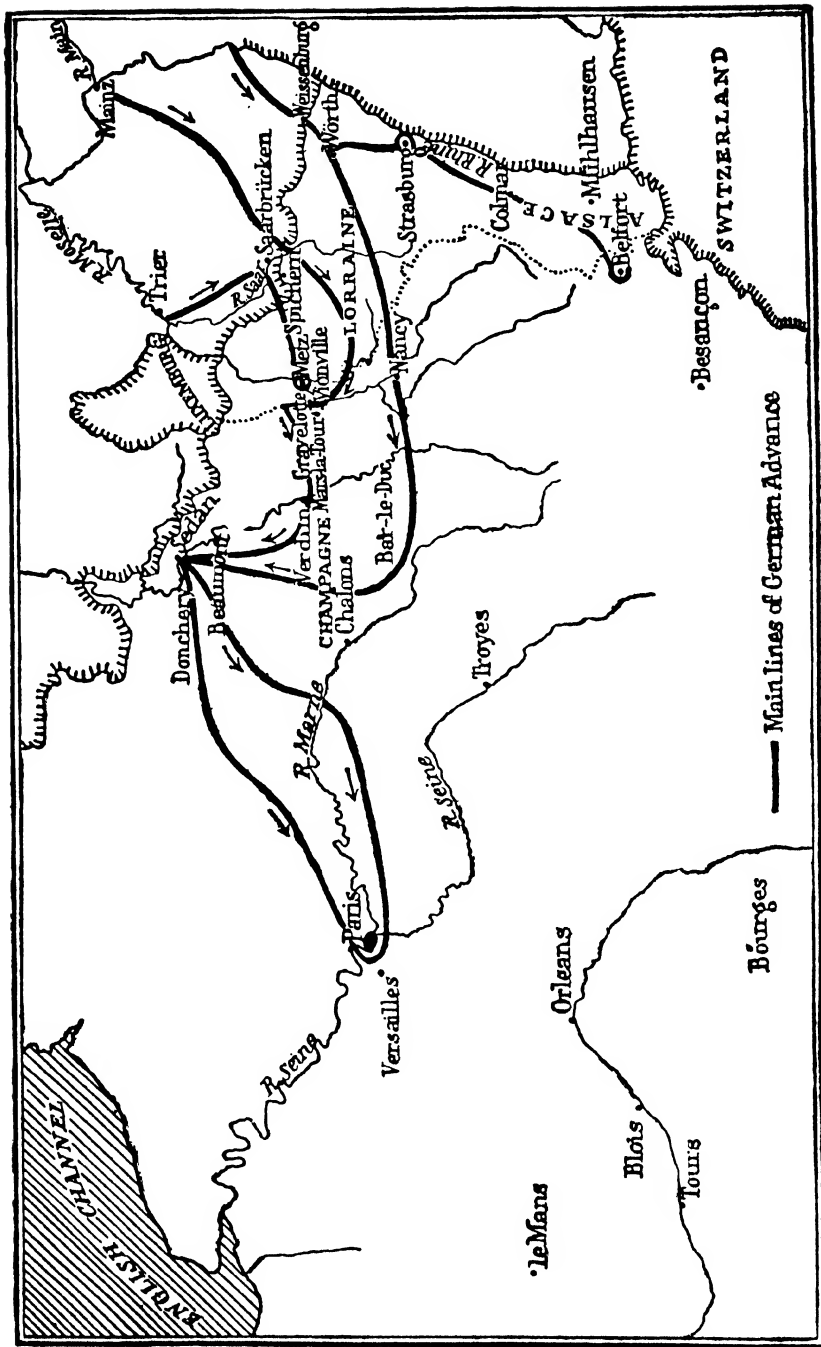 ENGLISH CHANNEL
R. Seine
Paris
Versailles
le Mans
Tours
Blois
Orleans
Bourges
R. Seine
Troyes
R. Marne
Donchery
Sedan
Beaumont
Verdun
CHAMPAGNE
Chalons
Bar-le-Duc
Gravelotte
Mars-la-Tour
Vionville
Metz
Spicheren
LUXEMBURG
Trier
R. Moselle
R. Saar
Saarbrücken
LORRAINE
Nancy
Mainz
R. Main
Weissenburg
Wörth
Strasburg
R. Rhine
Colmar
ALSACE
Mühlhausen
Belfort
Besançon
SWITZERLAND
Main lines of German Advance